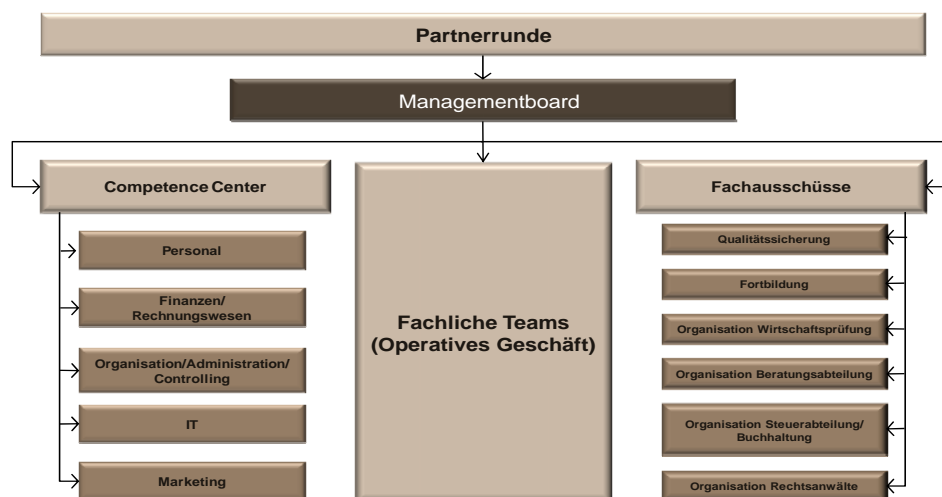 Partnerrunde
Managementboard
Competence Center
Personal
Finanzen/
Rechnungswesen
Organisation/Administration/
Controlling
IT
Marketing
Fachliche Teams
(Operatives Geschäft)
Fachausschüsse
Qualitätssicherung
Fortbildung
Organisation Wirtschaftsprüfung
Organisation Beratungsabteilung
Organisation Steuerabteilung/
Buchhaltung
Organisation Rechtsanwälte